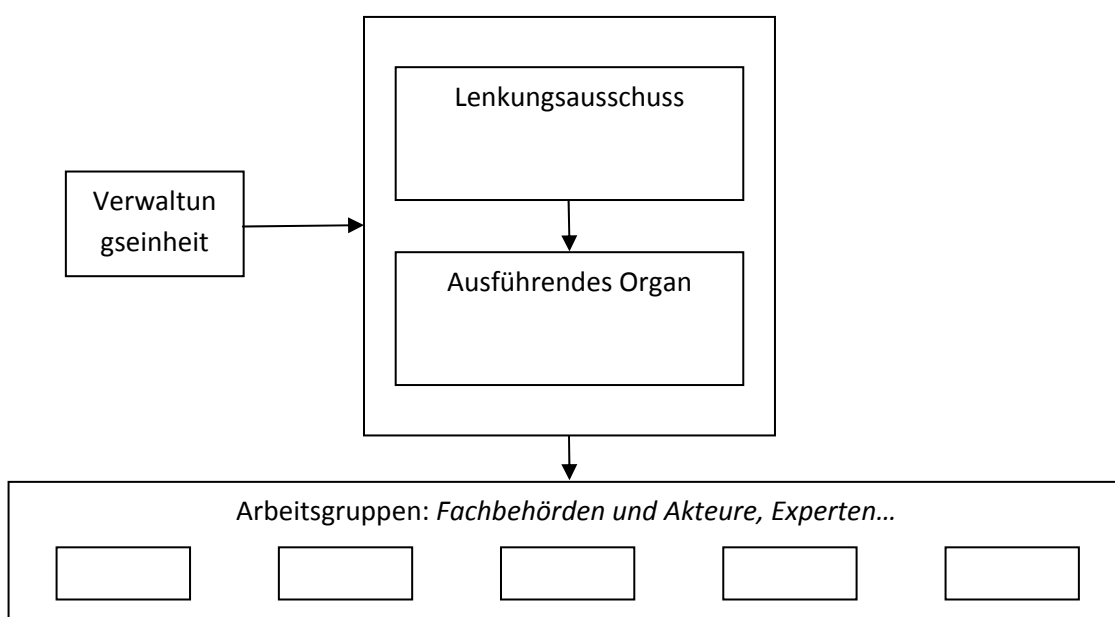 Lenkungsausschuss
Verwaltun
gseinheit
Ausführendes Organ
Arbeitsgruppen: Fachbehörden und Akteure, Experten…